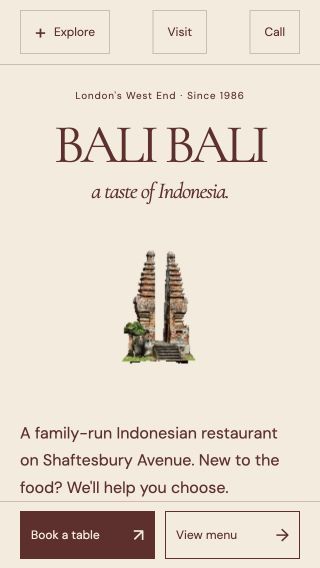 + Explore
Visit
Call
London's West End · Since 1986
BALI BALI
a taste of Indonesia.
A family-run Indonesian restaurant
on Shaftesbury Avenue. New to the
food? We'll help you choose.
Book a table
View menu